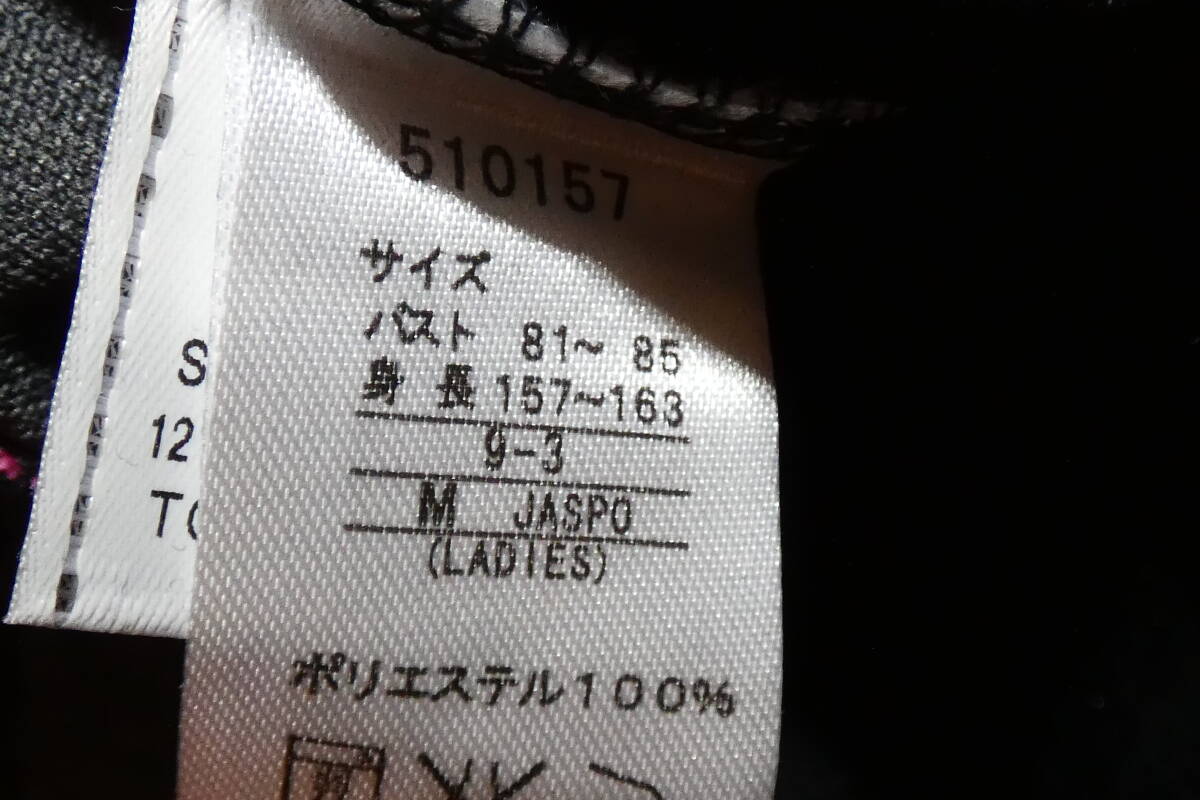 510157
サイズ
バスト 81~ 85
身 長 157~163
9-3
M JASPO
(LADIES)
ポリエステル100%
S
12
TO